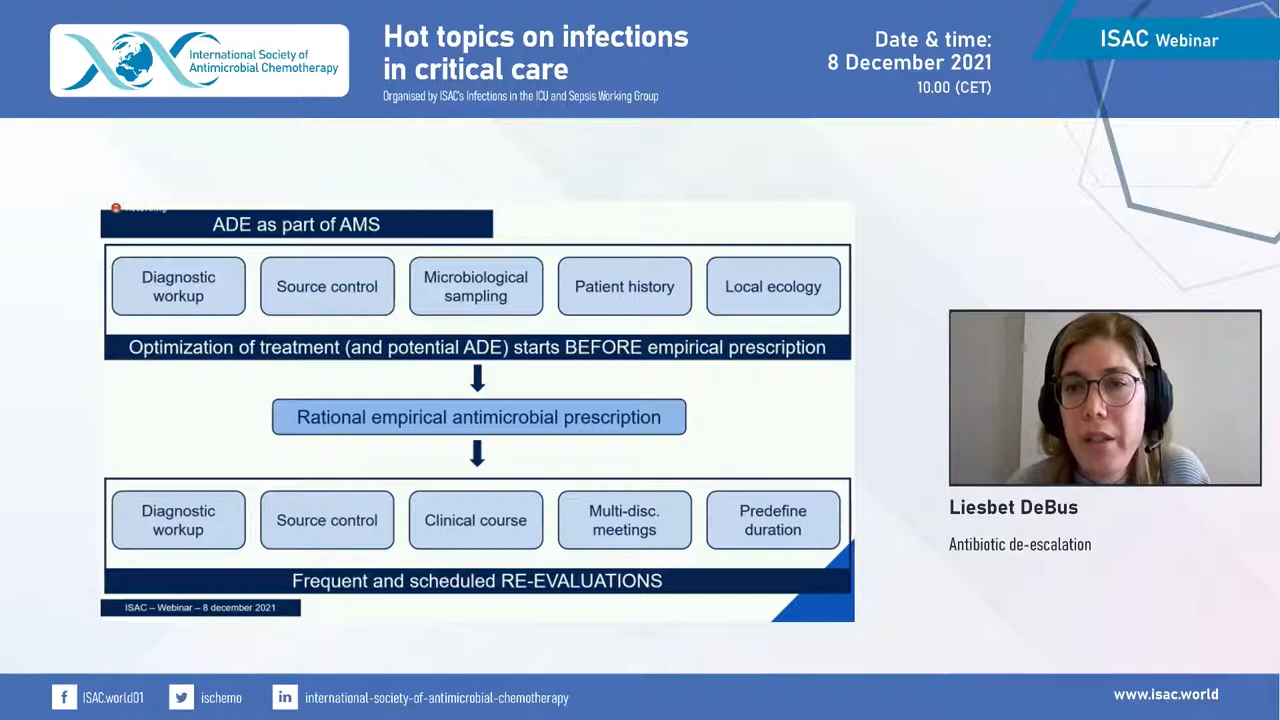 International Society of
Antimicrobial Chemotherapy
Hot topics on infections
in critical care
Organised by ISAC's Infections in the ICU and Sepsis Working Group
Date & time:
8 December 2021
10.00 (CET)
ISAC Webinar
ADE as part of AMS
Diagnostic
workup
Source control
Microbiological
sampling
Patient history
Local ecology
Optimization of treatment (and potential ADE) starts BEFORE empirical prescription
Rational empirical antimicrobial prescription
Diagnostic
workup
Source control
Clinical course
Multi-disc.
meetings
Predefine
duration
Frequent and scheduled RE-EVALUATIONS
ISAC – Webinar – 8 december 2021
Liesbet DeBus
Antibiotic de-escalation
ISAC.world01
ischemo
international-society-of-antimicrobial-chemotherapy
www.isac.world